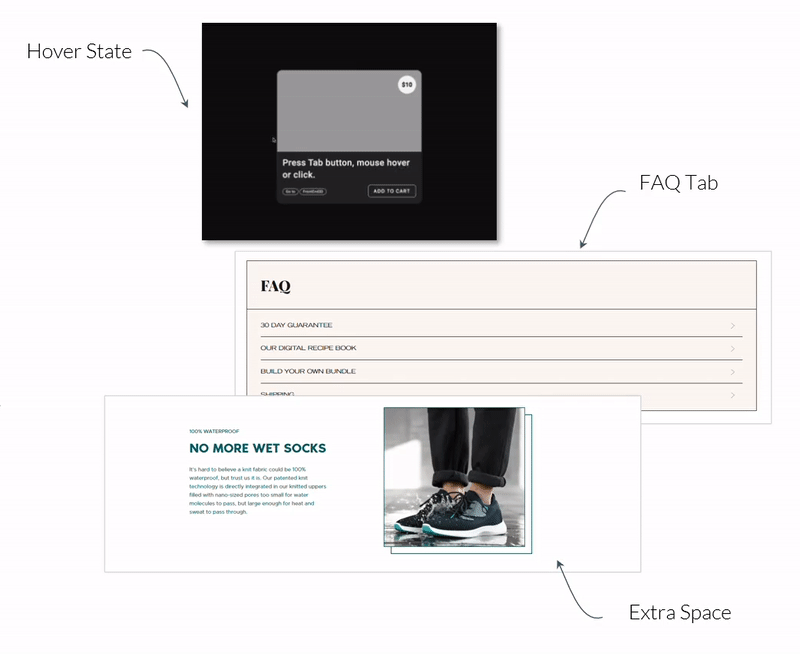 Hover State
$10
Press Tab button, mouse hover
or click.
Go to
ADD TO CART
FAQ Tab
FAQ
30 DAY GUARANTEE
OUR DIGITAL RECIPE BOOK
BUILD YOUR OWN BUNDLE
SHIPPING
100% WATERPROOF
NO MORE WET SOCKS
It's hard to believe a knit fabric could be 100%
waterproof, but trust us it is. Our patented knit
technology is directly integrated in our knitted uppers
filled with nano-sized pores too small for water
molecules to pass, but large enough for heat and
sweat to pass through.
Extra Space